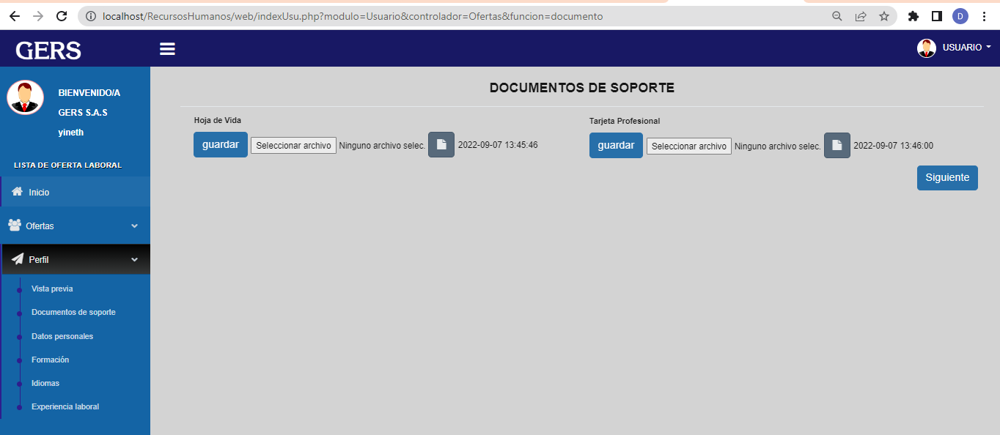 localhost/RecursosHumanos/web/indexUsu.php?modulo=Usuario&controlador=Ofertas&funcion=documento
D
GERS
USUARIO
BIENVENIDO/A
GERS S.A.S
yineth
LISTA DE OFERTA LABORAL
Inicio
Ofertas
Perfil
Vista previa
Documentos de soporte
Datos personales
Formación
Idiomas
Experiencia laboral
DOCUMENTOS DE SOPORTE
Hoja de Vida
guardar Seleccionar archivo Ninguno archivo selec. 2022-09-07 13:45:46
Tarjeta Profesional
guardar Seleccionar archivo Ninguno archivo selec. 2022-09-07 13:46:00
Siguiente